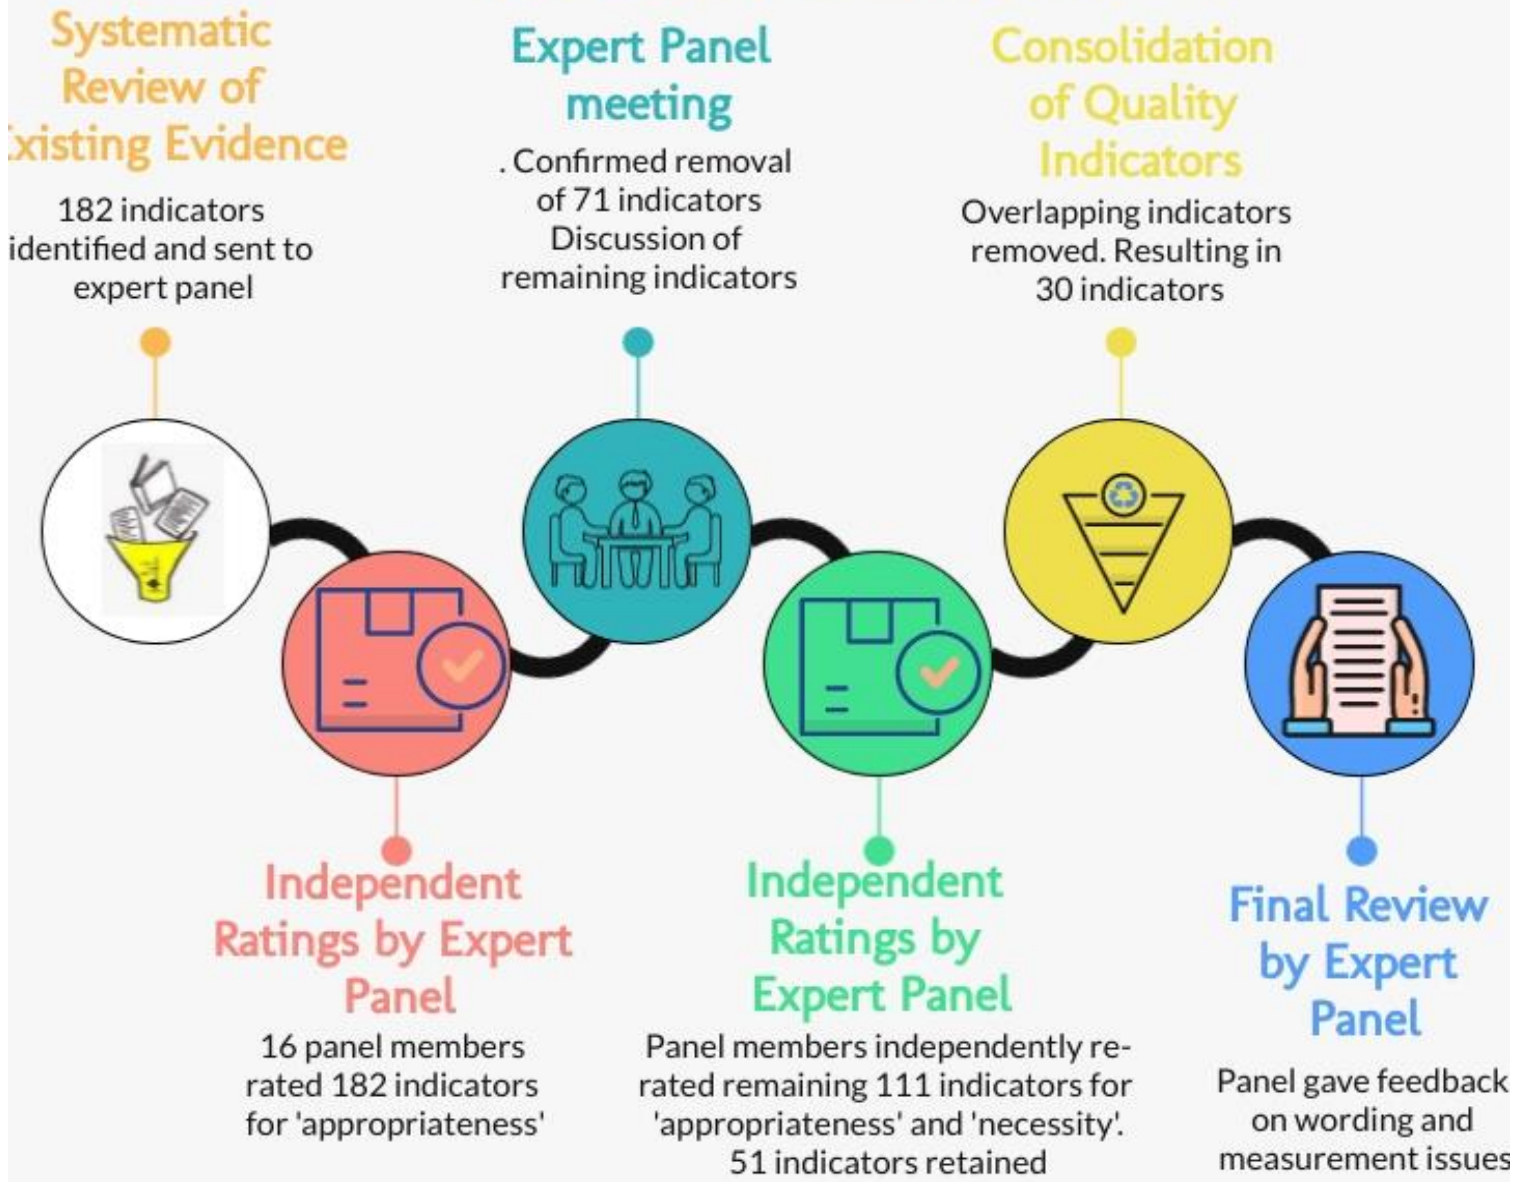 Systematic
Review of
xisting Evidence
182 indicators
identified and sent to
expert panel
Expert Panel
meeting
. Confirmed removal
of 71 indicators
Discussion of
remaining indicators
Consolidation
of Quality
Indicators
Overlapping indicators
removed. Resulting in
30 indicators
Independent
Ratings by Expert
Panel
16 panel members
rated 182 indicators
for 'appropriateness'
Independent
Ratings by
Expert Panel
Panel members independently re-
rated remaining 111 indicators for
'appropriateness' and 'necessity'.
51 indicators retained
Final Review
by Expert
Panel
Panel gave feedback
on wording and
measurement issues